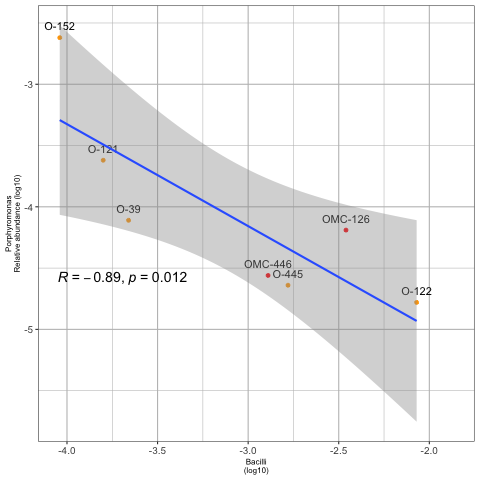 O-152
-3
O-121
O-39
-4
OMC-126
OMC-446
O-445
R = −0.89, p = 0.012
O-122
-5
Porphyromonas
Relative abundance (log10)
-4.0 -3.5 -3.0 -2.5 -2.0
Bacilli
(log10)